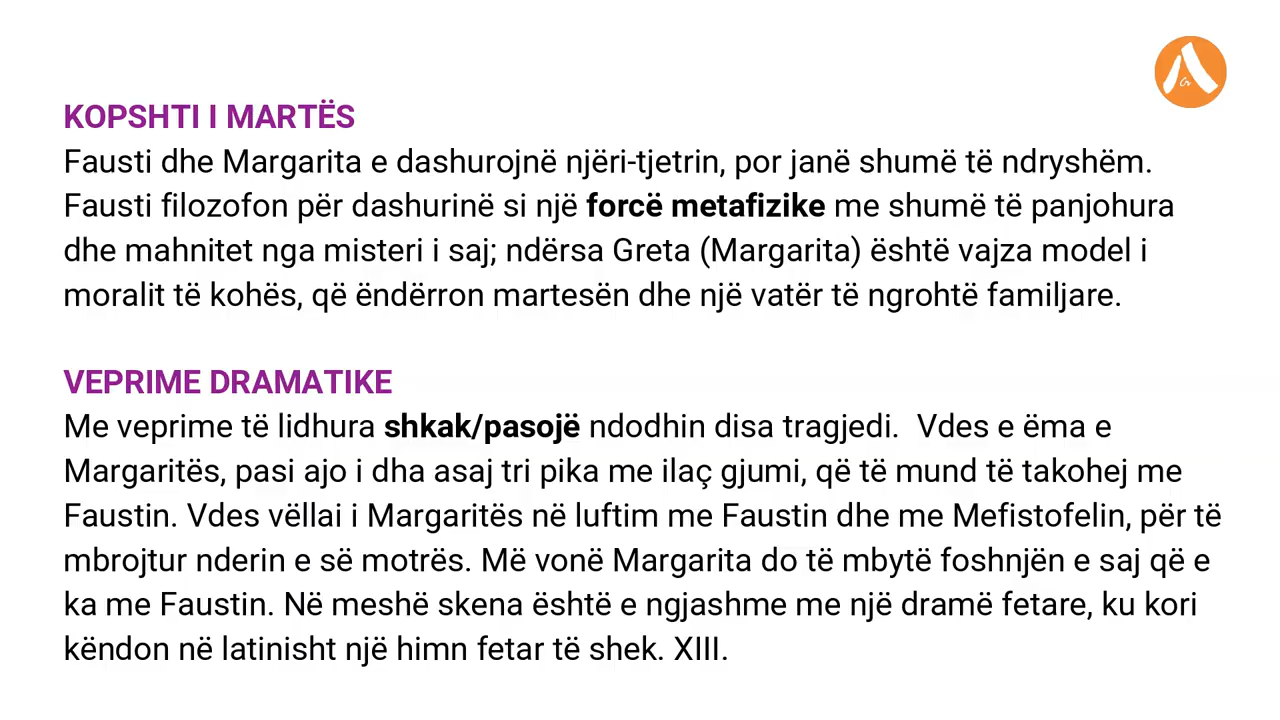 KOPSHTI I MARTËS
Fausti dhe Margarita e dashurojnë njëri-tjetrin, por janë shumë të ndryshëm.
Fausti filozofon për dashurinë si një forcë metafizike me shumë të panjohura
dhe mahnitet nga misteri i saj; ndërsa Greta (Margarita) është vajza model i
moralit të kohës, që ëndërron martesën dhe një vatër të ngrohtë familjare.
VEPRIME DRAMATIKE
Me veprime të lidhura shkak/pasojë ndodhin disa tragjedi.  Vdes e ëma e
Margaritës, pasi ajo i dha asaj tri pika me ilaç gjumi, që të mund të takohej me
Faustin. Vdes vëllai i Margaritës në luftim me Faustin dhe me Mefistofelin, për të
mbrojtur nderin e së motrës. Më vonë Margarita do të mbytë foshnjën e saj që e
ka me Faustin. Në meshë skena është e ngjashme me një dramë fetare, ku kori
këndon në latinisht një himn fetar të shek. XIII.